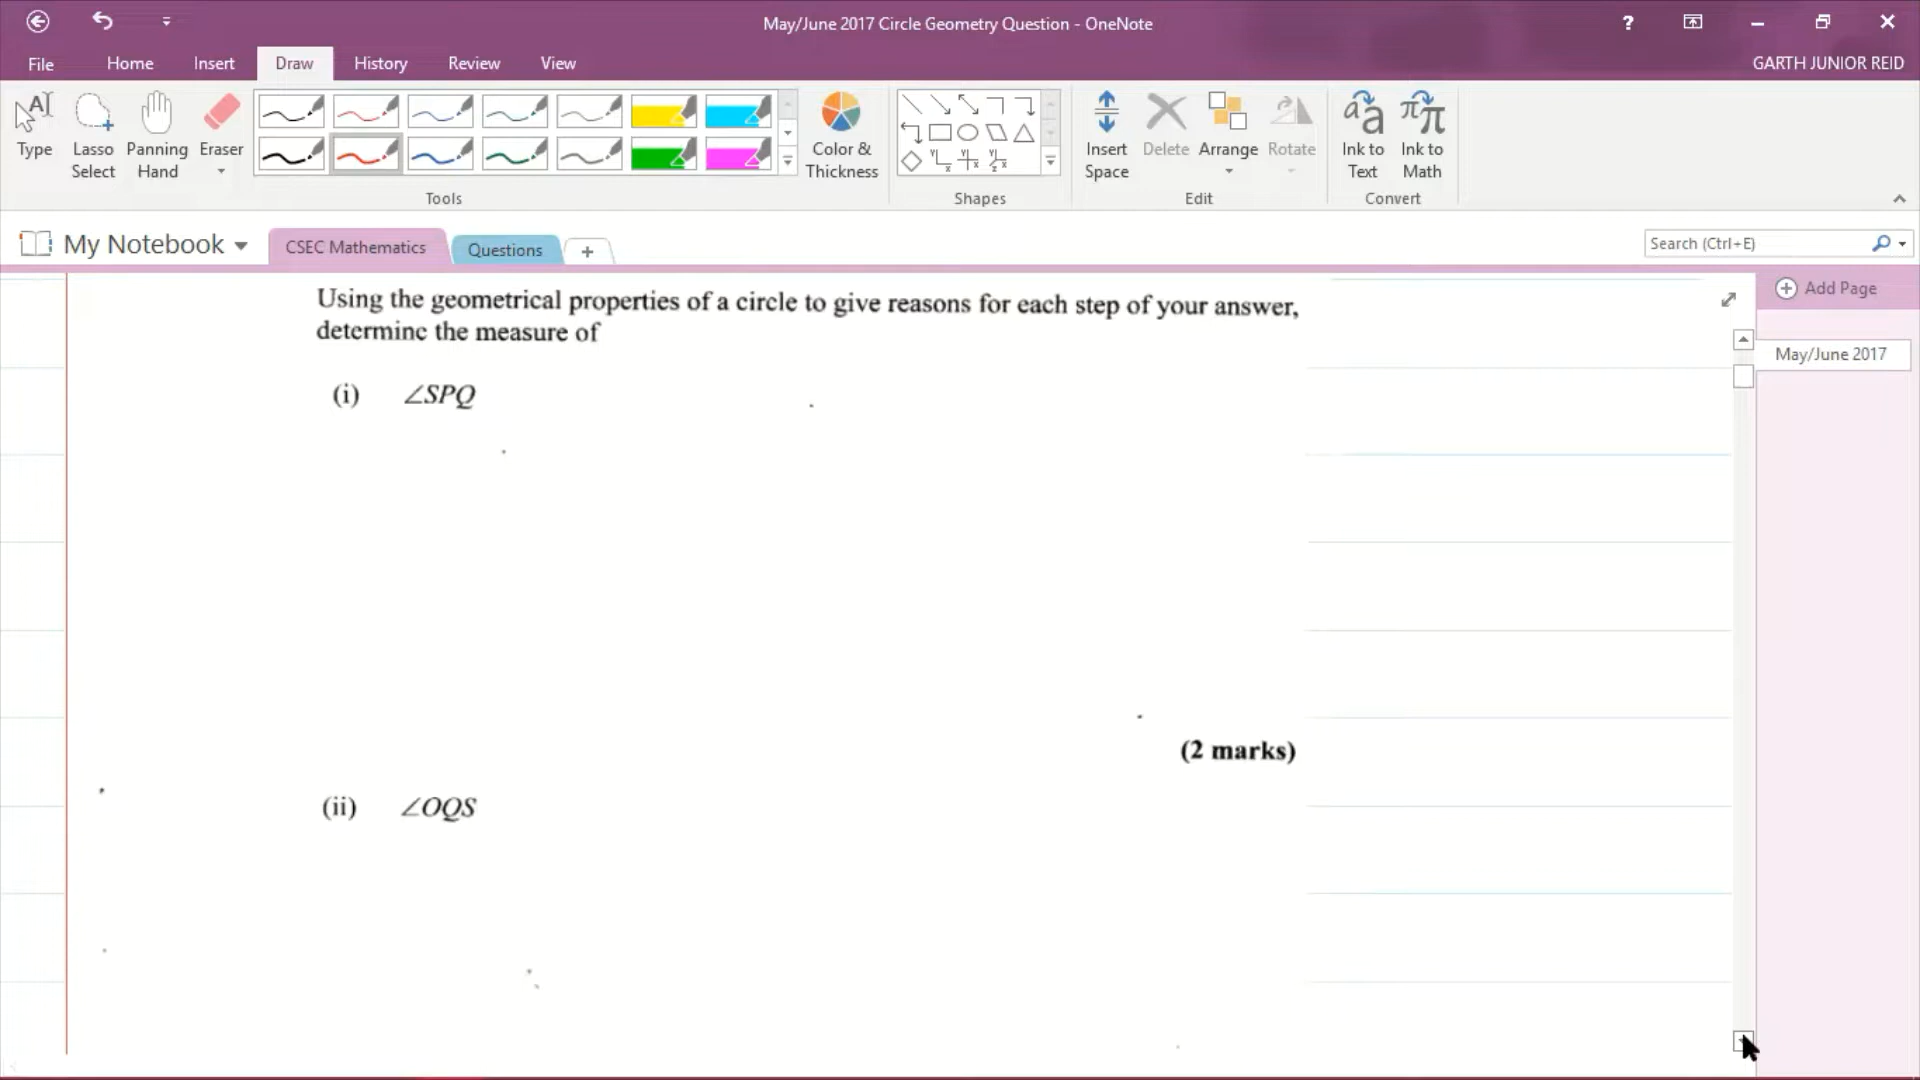 May/June 2017 Circle Geometry Question - OneNote
?
File
Home
Insert
Draw
History
Review
View
GARTH JUNIOR REID
Type
Lasso
Select
Panning
Hand
Eraser
Color &
Thickness
Insert
Space
Delete
Arrange
Rotate
Ink to
Text
Ink to
Math
Tools
Shapes
Edit
Convert
My Notebook
CSEC Mathematics
Questions
+
Search (Ctrl+E)
Add Page
May/June 2017
Using the geometrical properties of a circle to give reasons for each step of your answer,
determine the measure of
(i) ∠SPQ
(2 marks)
(ii) ∠OQS